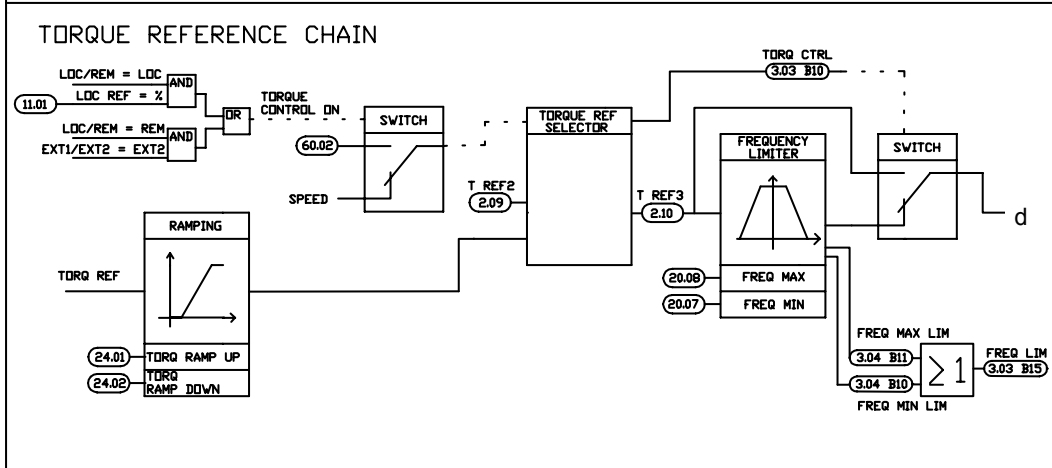 TORQUE REFERENCE CHAIN
LOC/REM = LOC
AND
11.01
LOC REF = %
LOC/REM = REM
AND
EXT1/EXT2 = EXT2
OR
TORQUE
CONTROL ON
SWITCH
60.02
SPEED
TORQUE REF
SELECTOR
T REF2
2.09
TORQ CTRL
3.03 B10
T REF3
2.10
FREQUENCY
LIMITER
SWITCH
d
RAMPING
TORQ REF
24.01
TORQ RAMP UP
24.02
TORQ
RAMP DOWN
20.08
FREQ MAX
20.07
FREQ MIN
FREQ MAX LIM
3.04 B11
3.04 B10
FREQ MIN LIM
≥1
FREQ LIM
3.03 B15